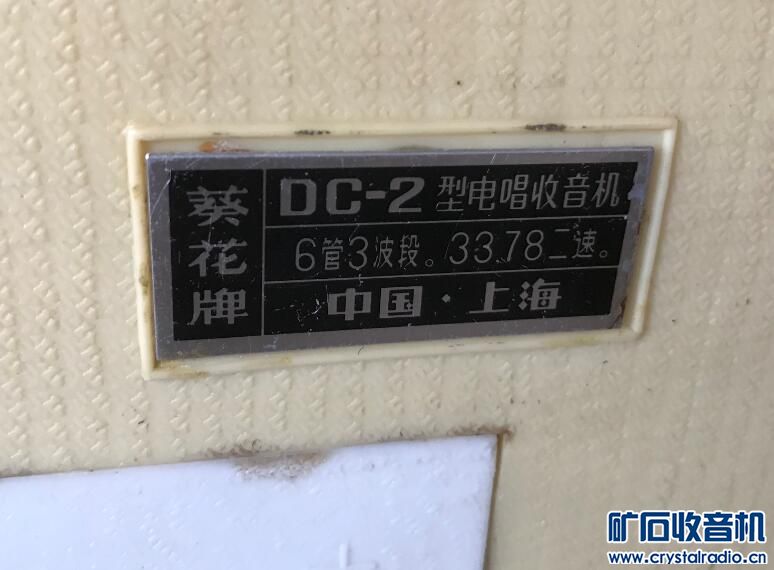 葵花牌
DC-2型电唱收音机
6管3波段。33.78二速。
中国·上海
矿石收音机
www.crystalradio.cn